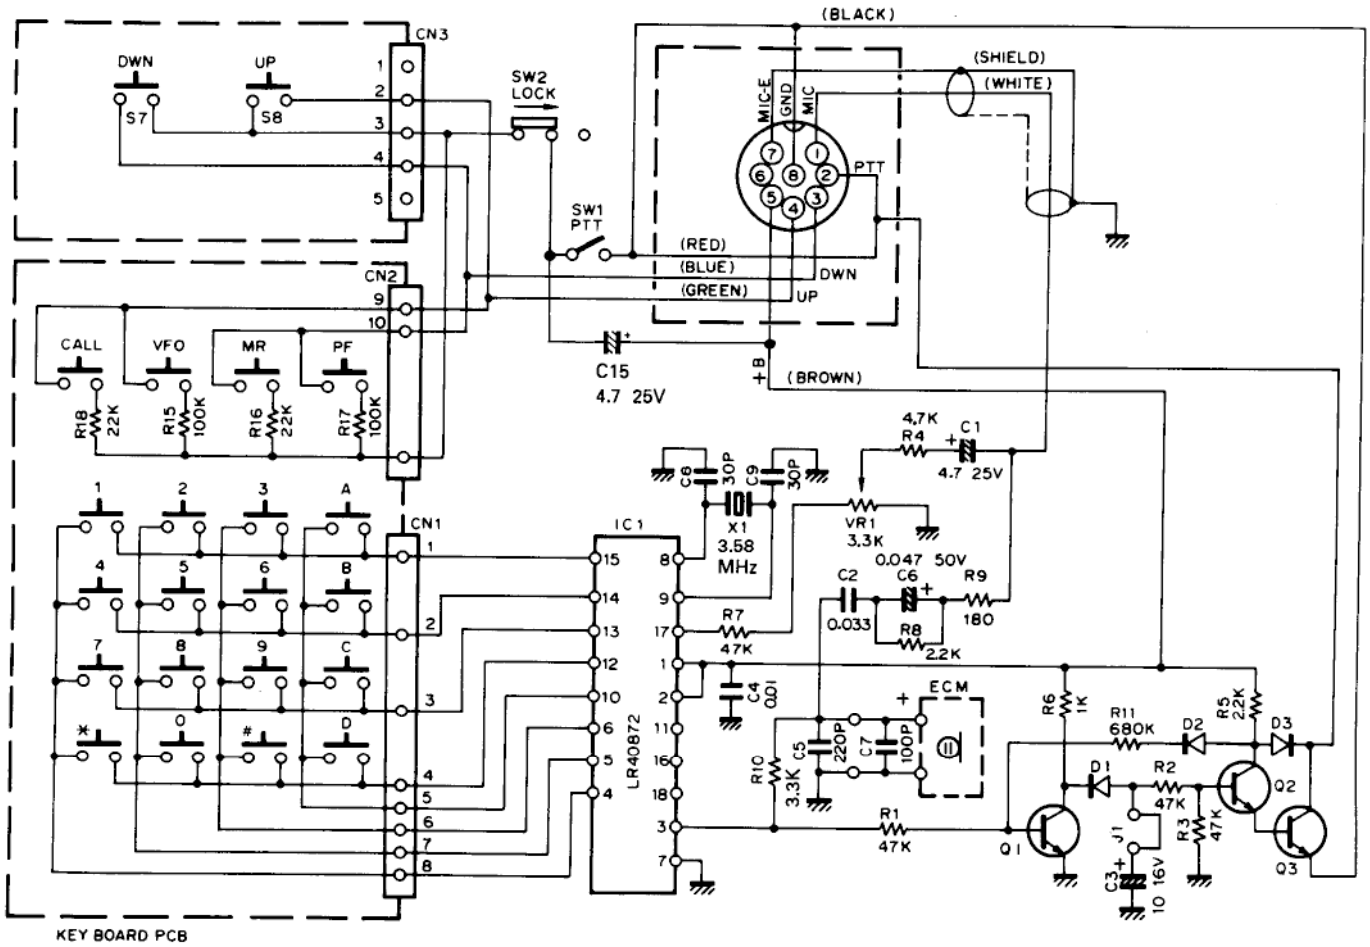 (BLACK)
CN3
DWN
UP
S7
S8
1
2
3
4
5
SW2
LOCK
SW1
PTT
(SHIELD)
(WHITE)
MIC-E
GND
MIC
7
1
6
8
2
PTT
5
4
3
(RED)
(BLUE)
DWN
(GREEN)
UP
CN2
9
10
CALL
VFO
MR
PF
R18
22K
R15
100K
R16
22K
R17
100K
C15
4.7 25V
+B
(BROWN)
4.7K
R4
+
C1
4.7 25V
C8
30P
C9
30P
X1
3.58
MHz
VR1
3.3K
1
2
3
A
CN1
4
5
6
B
7
8
9
C
*
0
#
D
1
2
3
4
5
6
7
8
IC1
LR40872
15
14
13
12
10
6
5
4
8
9
17
1
2
11
16
18
3
7
R7
47K
0.047 50V
C2
C6
+
R9
0.033
180
R8
2.2K
C4
0.01
R10
3.3K
C5
220P
C7
100P
+
ECM
R1
47K
R6
1K
R11
680K
D2
R5
2.2K
D3
D1
R2
47K
R3
47K
J1
C3
+
10 16V
Q1
Q2
Q3
KEY BOARD PCB